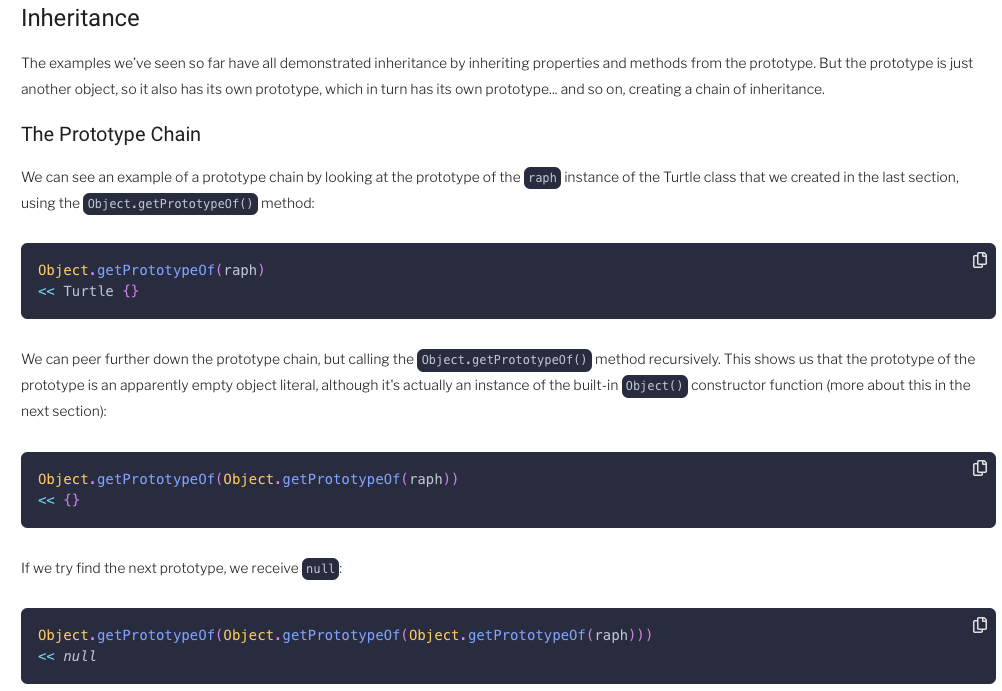 Inheritance
The examples we've seen so far have all demonstrated inheritance by inheriting properties and methods from the prototype. But the prototype is just
another object, so it also has its own prototype, which in turn has its own prototype... and so on, creating a chain of inheritance.
The Prototype Chain
We can see an example of a prototype chain by looking at the prototype of the raph instance of the Turtle class that we created in the last section,
using the Object.getPrototypeOf() method:
Object.getPrototypeOf(raph)
<< Turtle {}
We can peer further down the prototype chain, but calling the Object.getPrototypeOf() method recursively. This shows us that the prototype of the
prototype is an apparently empty object literal, although it's actually an instance of the built-in Object() constructor function (more about this in the
next section):
Object.getPrototypeOf(Object.getPrototypeOf(raph))
<< {}
If we try find the next prototype, we receive null:
Object.getPrototypeOf(Object.getPrototypeOf(Object.getPrototypeOf(raph)))
<< null